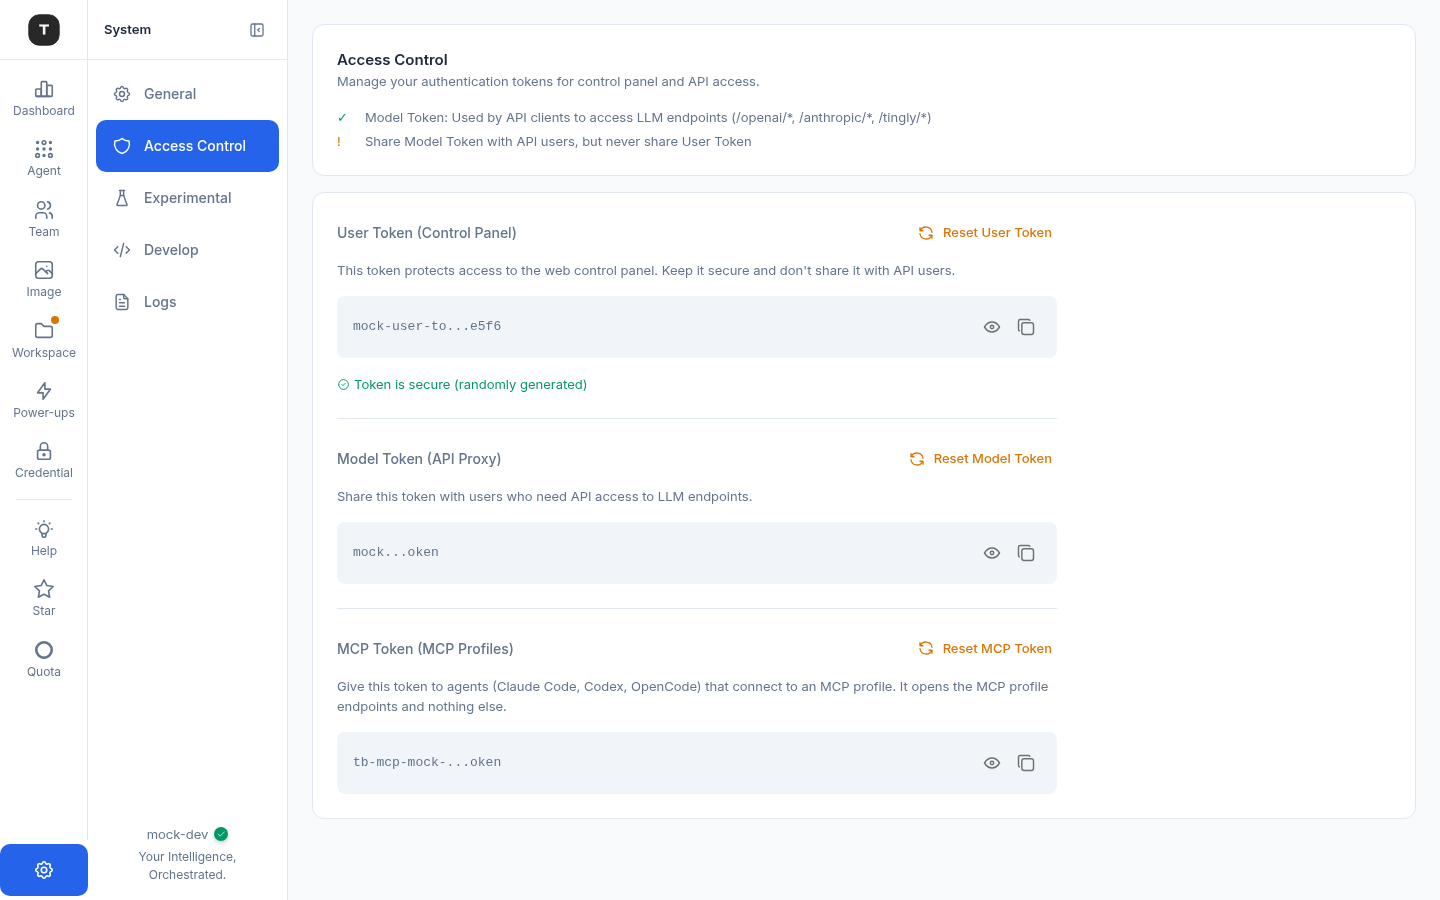 T
System
Dashboard
Agent
Team
Image
Workspace
Power-ups
Credential
Help
Star
Quota
General
Access Control
Experimental
Develop
Logs
mock-dev
Your Intelligence,
Orchestrated.
Access Control
Manage your authentication tokens for control panel and API access.
✓ Model Token: Used by API clients to access LLM endpoints (/openai/*, /anthropic/*, /tingly/*)
! Share Model Token with API users, but never share User Token
User Token (Control Panel)
Reset User Token
This token protects access to the web control panel. Keep it secure and don't share it with API users.
mock-user-to...e5f6
Token is secure (randomly generated)
Model Token (API Proxy)
Reset Model Token
Share this token with users who need API access to LLM endpoints.
mock...oken
MCP Token (MCP Profiles)
Reset MCP Token
Give this token to agents (Claude Code, Codex, OpenCode) that connect to an MCP profile. It opens the MCP profile
endpoints and nothing else.
tb-mcp-mock-...oken